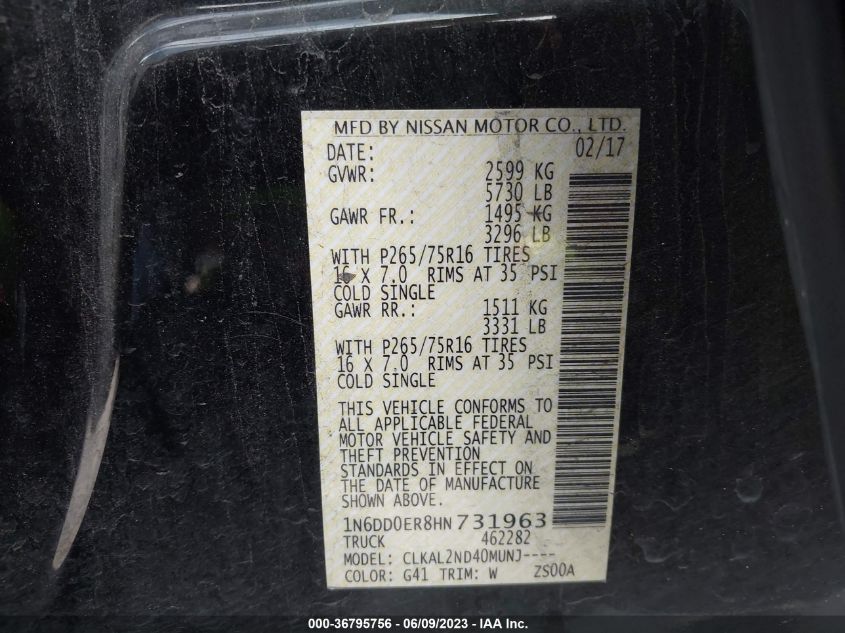 MFD BY NISSAN MOTOR CO., LTD.
DATE: 02/17
GVWR: 2599 KG
5730 LB
GAWR FR.: 1495 KG
3296 LB
WITH P265/75R16 TIRES
16 X 7.0 RIMS AT 35 PSI
COLD SINGLE
GAWR RR.: 1511 KG
3331 LB
WITH P265/75R16 TIRES
16 X 7.0 RIMS AT 35 PSI
COLD SINGLE
THIS VEHICLE CONFORMS TO
ALL APPLICABLE FEDERAL
MOTOR VEHICLE SAFETY AND
THEFT PREVENTION
STANDARDS IN EFFECT ON
THE DATE OF MANUFACTURE
SHOWN ABOVE.
1N6DD0ER8HN731963
TRUCK 462282
MODEL: CLKAL2ND40MUNJ----
COLOR: G41 TRIM: W ZS00A
000-36795756 - 06/09/2023 - IAA Inc.